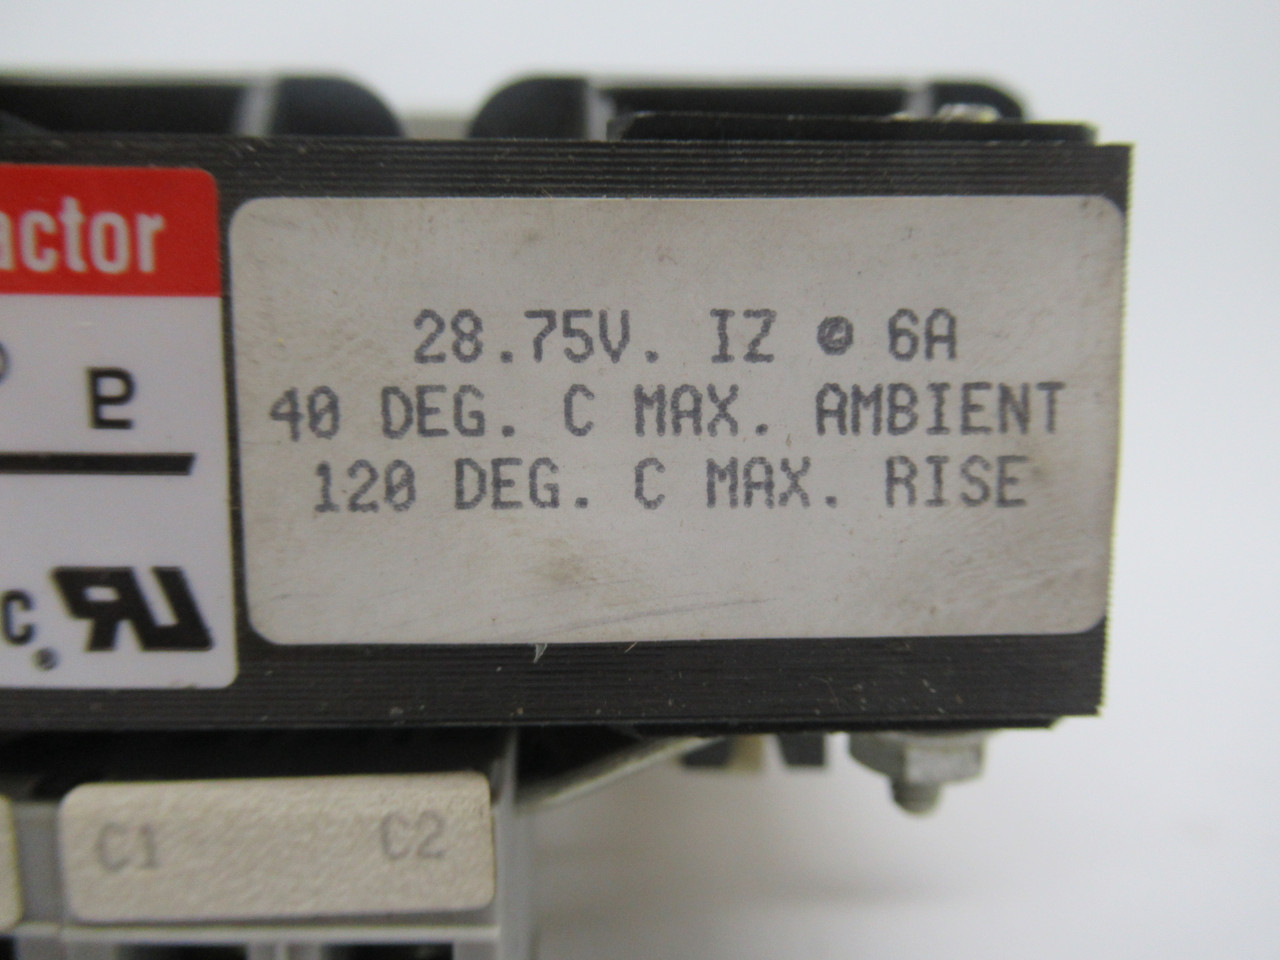 actor
28.75V. IZ @ 6A
40 DEG. C MAX. AMBIENT
120 DEG. C MAX. RISE
c
®
C1 C2